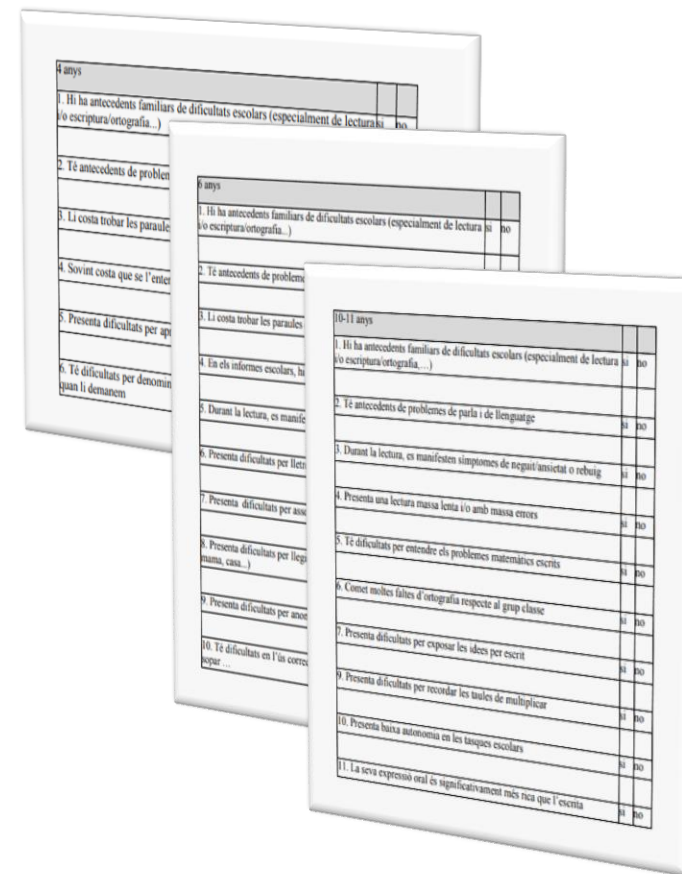 4 anys
1. Hi ha antecedents familiars de dificultats escolars (especialment de lectura si no
i/o escriptura/ortografia...)
2. Té antecedents de problem
3. Li costa trobar les paraule
4. Sovint costa que se l'enten
5. Presenta dificultats per apr
6. Té dificultats per denomin
quan li demanem
6 anys
1. Hi ha antecedents familiars de dificultats escolars (especialment de lectura si no
i/o escriptura/ortografia...)
2. Té antecedents de probleme
3. Li costa trobar les paraules
4. En els informes escolars, hi
5. Durant la lectura, es manife
6. Presenta dificultats per lletr
7. Presenta dificultats per asso
8. Presenta dificultats per llegi
mama, casa...)
9. Presenta dificultats per anom
10. Té dificultats en l'ús correc
sopar ...
10-11 anys
1. Hi ha antecedents familiars de dificultats escolars (especialment de lectura si no
i/o escriptura/ortografia,...)
2. Té antecedents de problemes de parla i de llenguatge si no
3. Durant la lectura, es manifesten símptomes de neguit/ansietat o rebuig si no
4. Presenta una lectura massa lenta i/o amb massa errors si no
5. Té dificultats per entendre els problemes matemàtics escrits si no
6. Comet moltes faltes d'ortografia respecte al grup classe si no
7. Presenta dificultats per exposar les idees per escrit si no
9. Presenta dificultats per recordar les taules de multiplicar si no
10. Presenta baixa autonomia en les tasques escolars si no
11. La seva expressió oral és significativament més rica que l'escrita si no